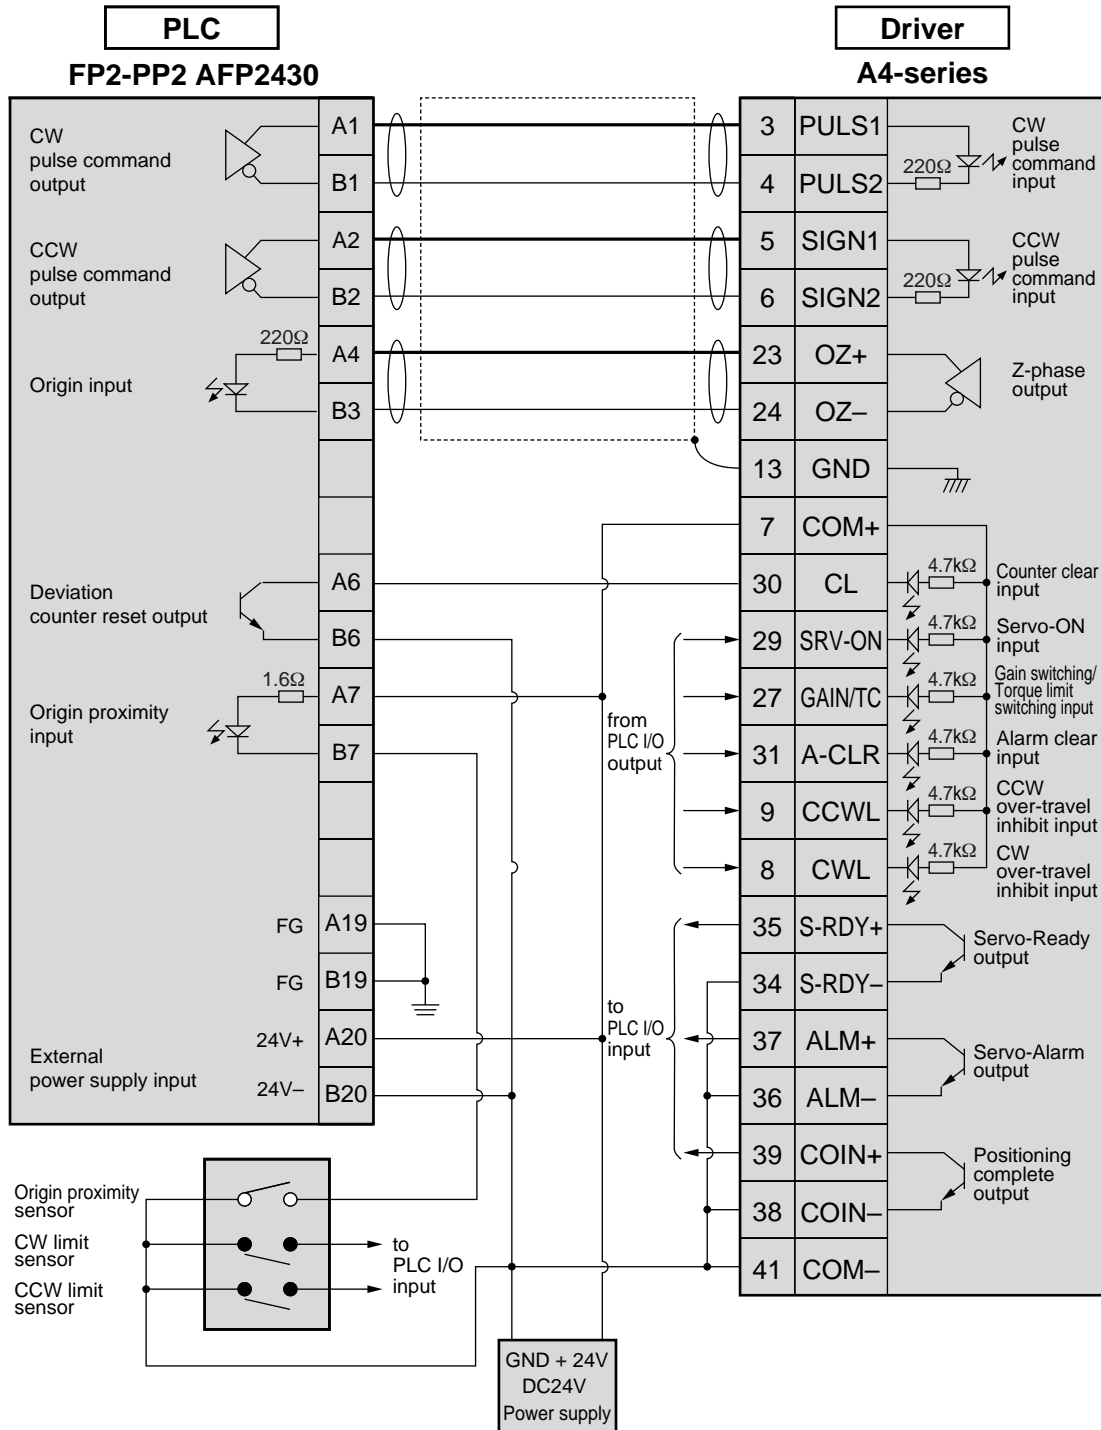 PLC
FP2-PP2 AFP2430
Driver
A4-series
CW
pulse command
output
A1
B1
CCW
pulse command
output
A2
B2
220Ω
Origin input
A4
B3
Deviation
counter reset output
A6
B6
1.6Ω
Origin proximity
input
A7
B7
FG
A19
FG
B19
External
power supply input
24V+
A20
24V–
B20
3 PULS1
4 PULS2
220Ω
CW
pulse
command
input
5 SIGN1
6 SIGN2
220Ω
CCW
pulse
command
input
23 OZ+
24 OZ–
Z-phase
output
13 GND
7 COM+
30 CL
4.7kΩ
Counter clear
input
29 SRV-ON
4.7kΩ
Servo-ON
input
27 GAIN/TC
4.7kΩ
Gain switching/
Torque limit
switching input
31 A-CLR
4.7kΩ
Alarm clear
input
9 CCWL
4.7kΩ
CCW
over-travel
inhibit input
8 CWL
4.7kΩ
CW
over-travel
inhibit input
from
PLC I/O
output
35 S-RDY+
34 S-RDY–
Servo-Ready
output
37 ALM+
36 ALM–
Servo-Alarm
output
39 COIN+
38 COIN–
Positioning
complete
output
41 COM–
to
PLC I/O
input
Origin proximity
sensor
CW limit
sensor
CCW limit
sensor
to
PLC I/O
input
GND + 24V
DC24V
Power supply